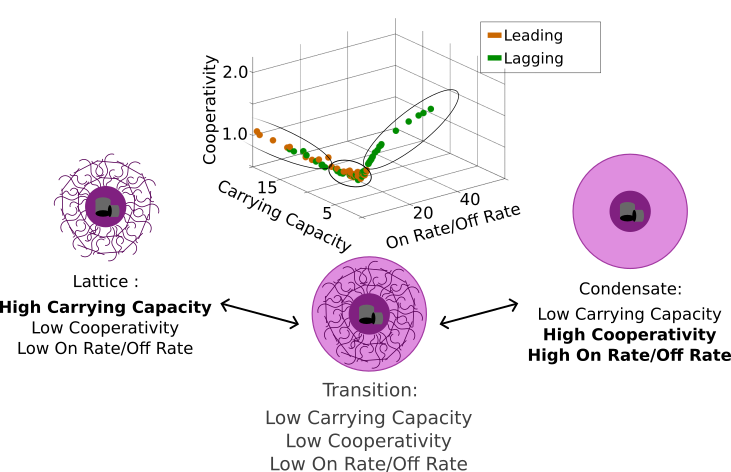 Leading
Lagging
Cooperativity
2.0
1.0
15
5
Carrying Capacity
20
40
On Rate/Off Rate
Lattice :
High Carrying Capacity
Low Cooperativity
Low On Rate/Off Rate
Transition:
Low Carrying Capacity
Low Cooperativity
Low On Rate/Off Rate
Condensate:
Low Carrying Capacity
High Cooperativity
High On Rate/Off Rate